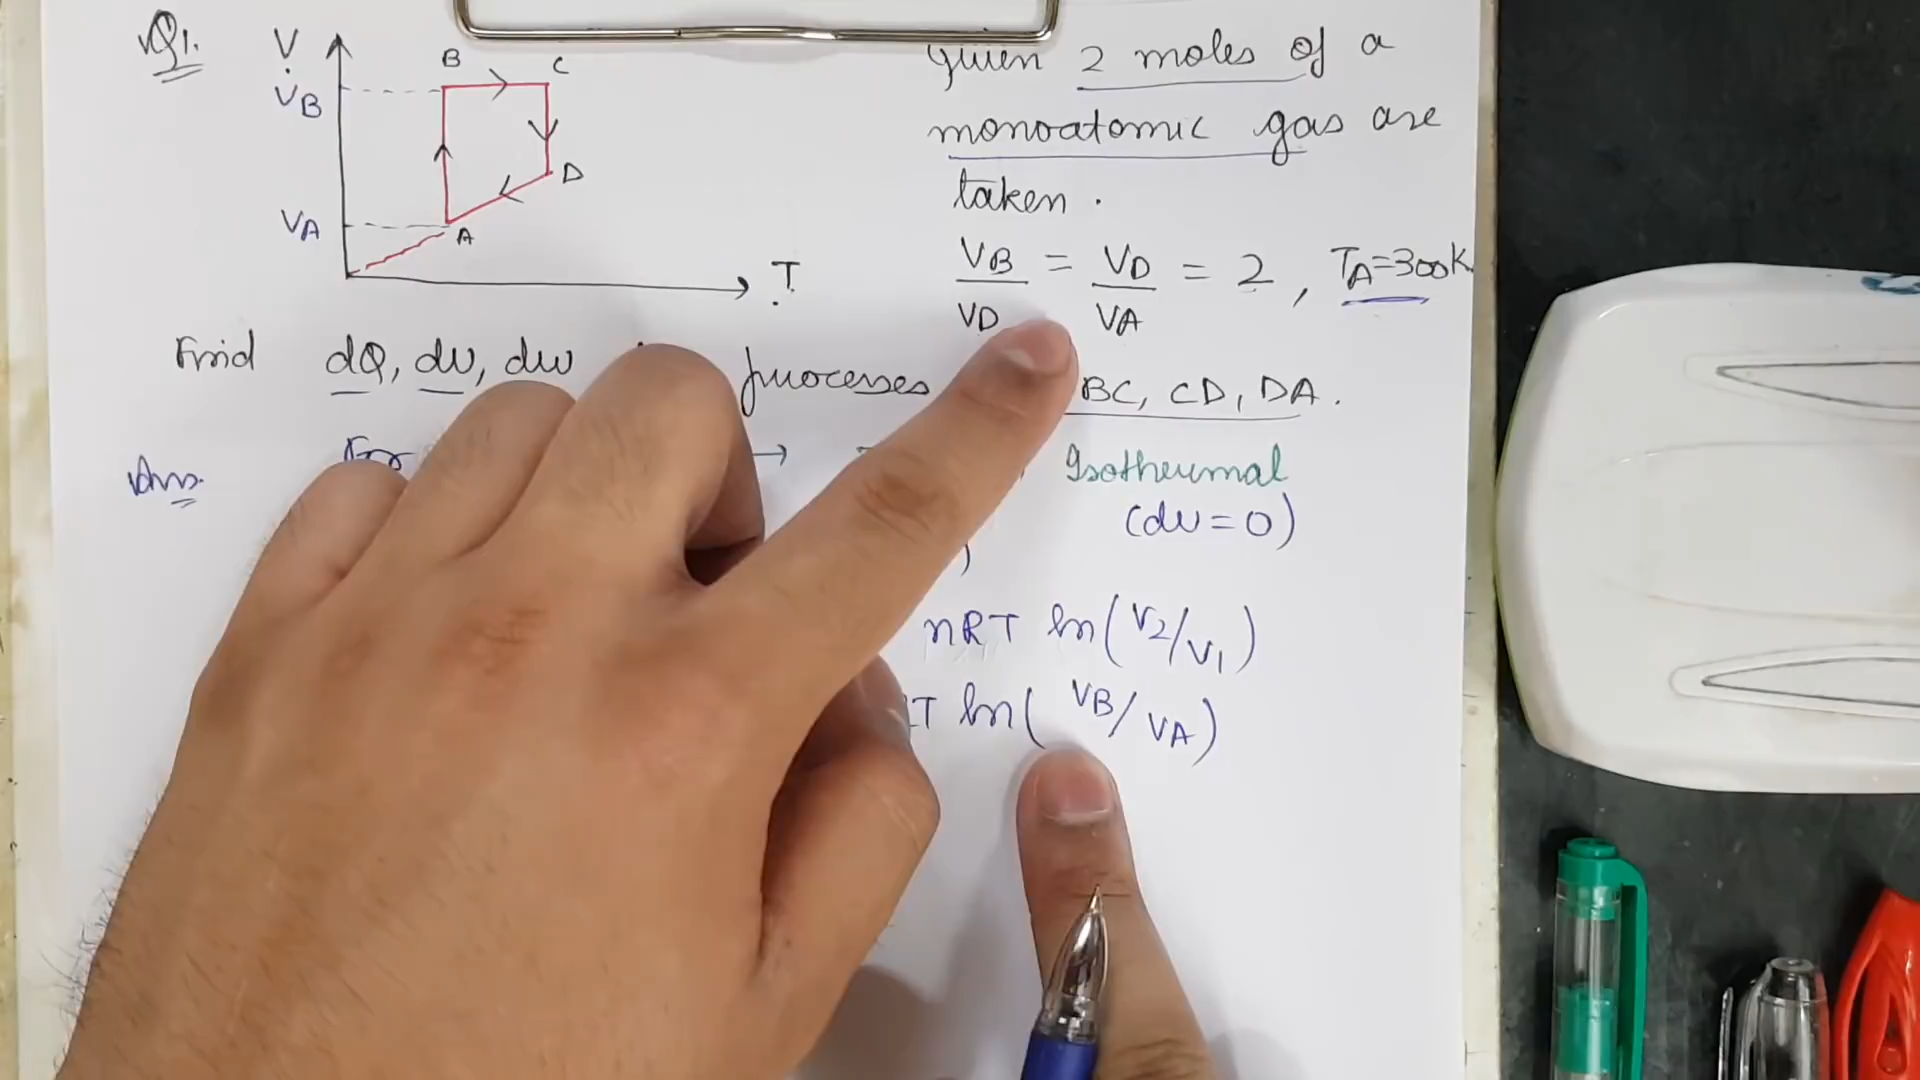 Q1.
V
VB
VA
B
C
D
A
T
Given 2 moles of a
monoatomic gas are
taken.
VB/VD = VD/VA = 2, TA=300K
Find dQ, dU, dW processes BC, CD, DA.
Ans. For → Isothermal
(dU=0)
nRT ln(V2/V1)
T ln(VB/VA)